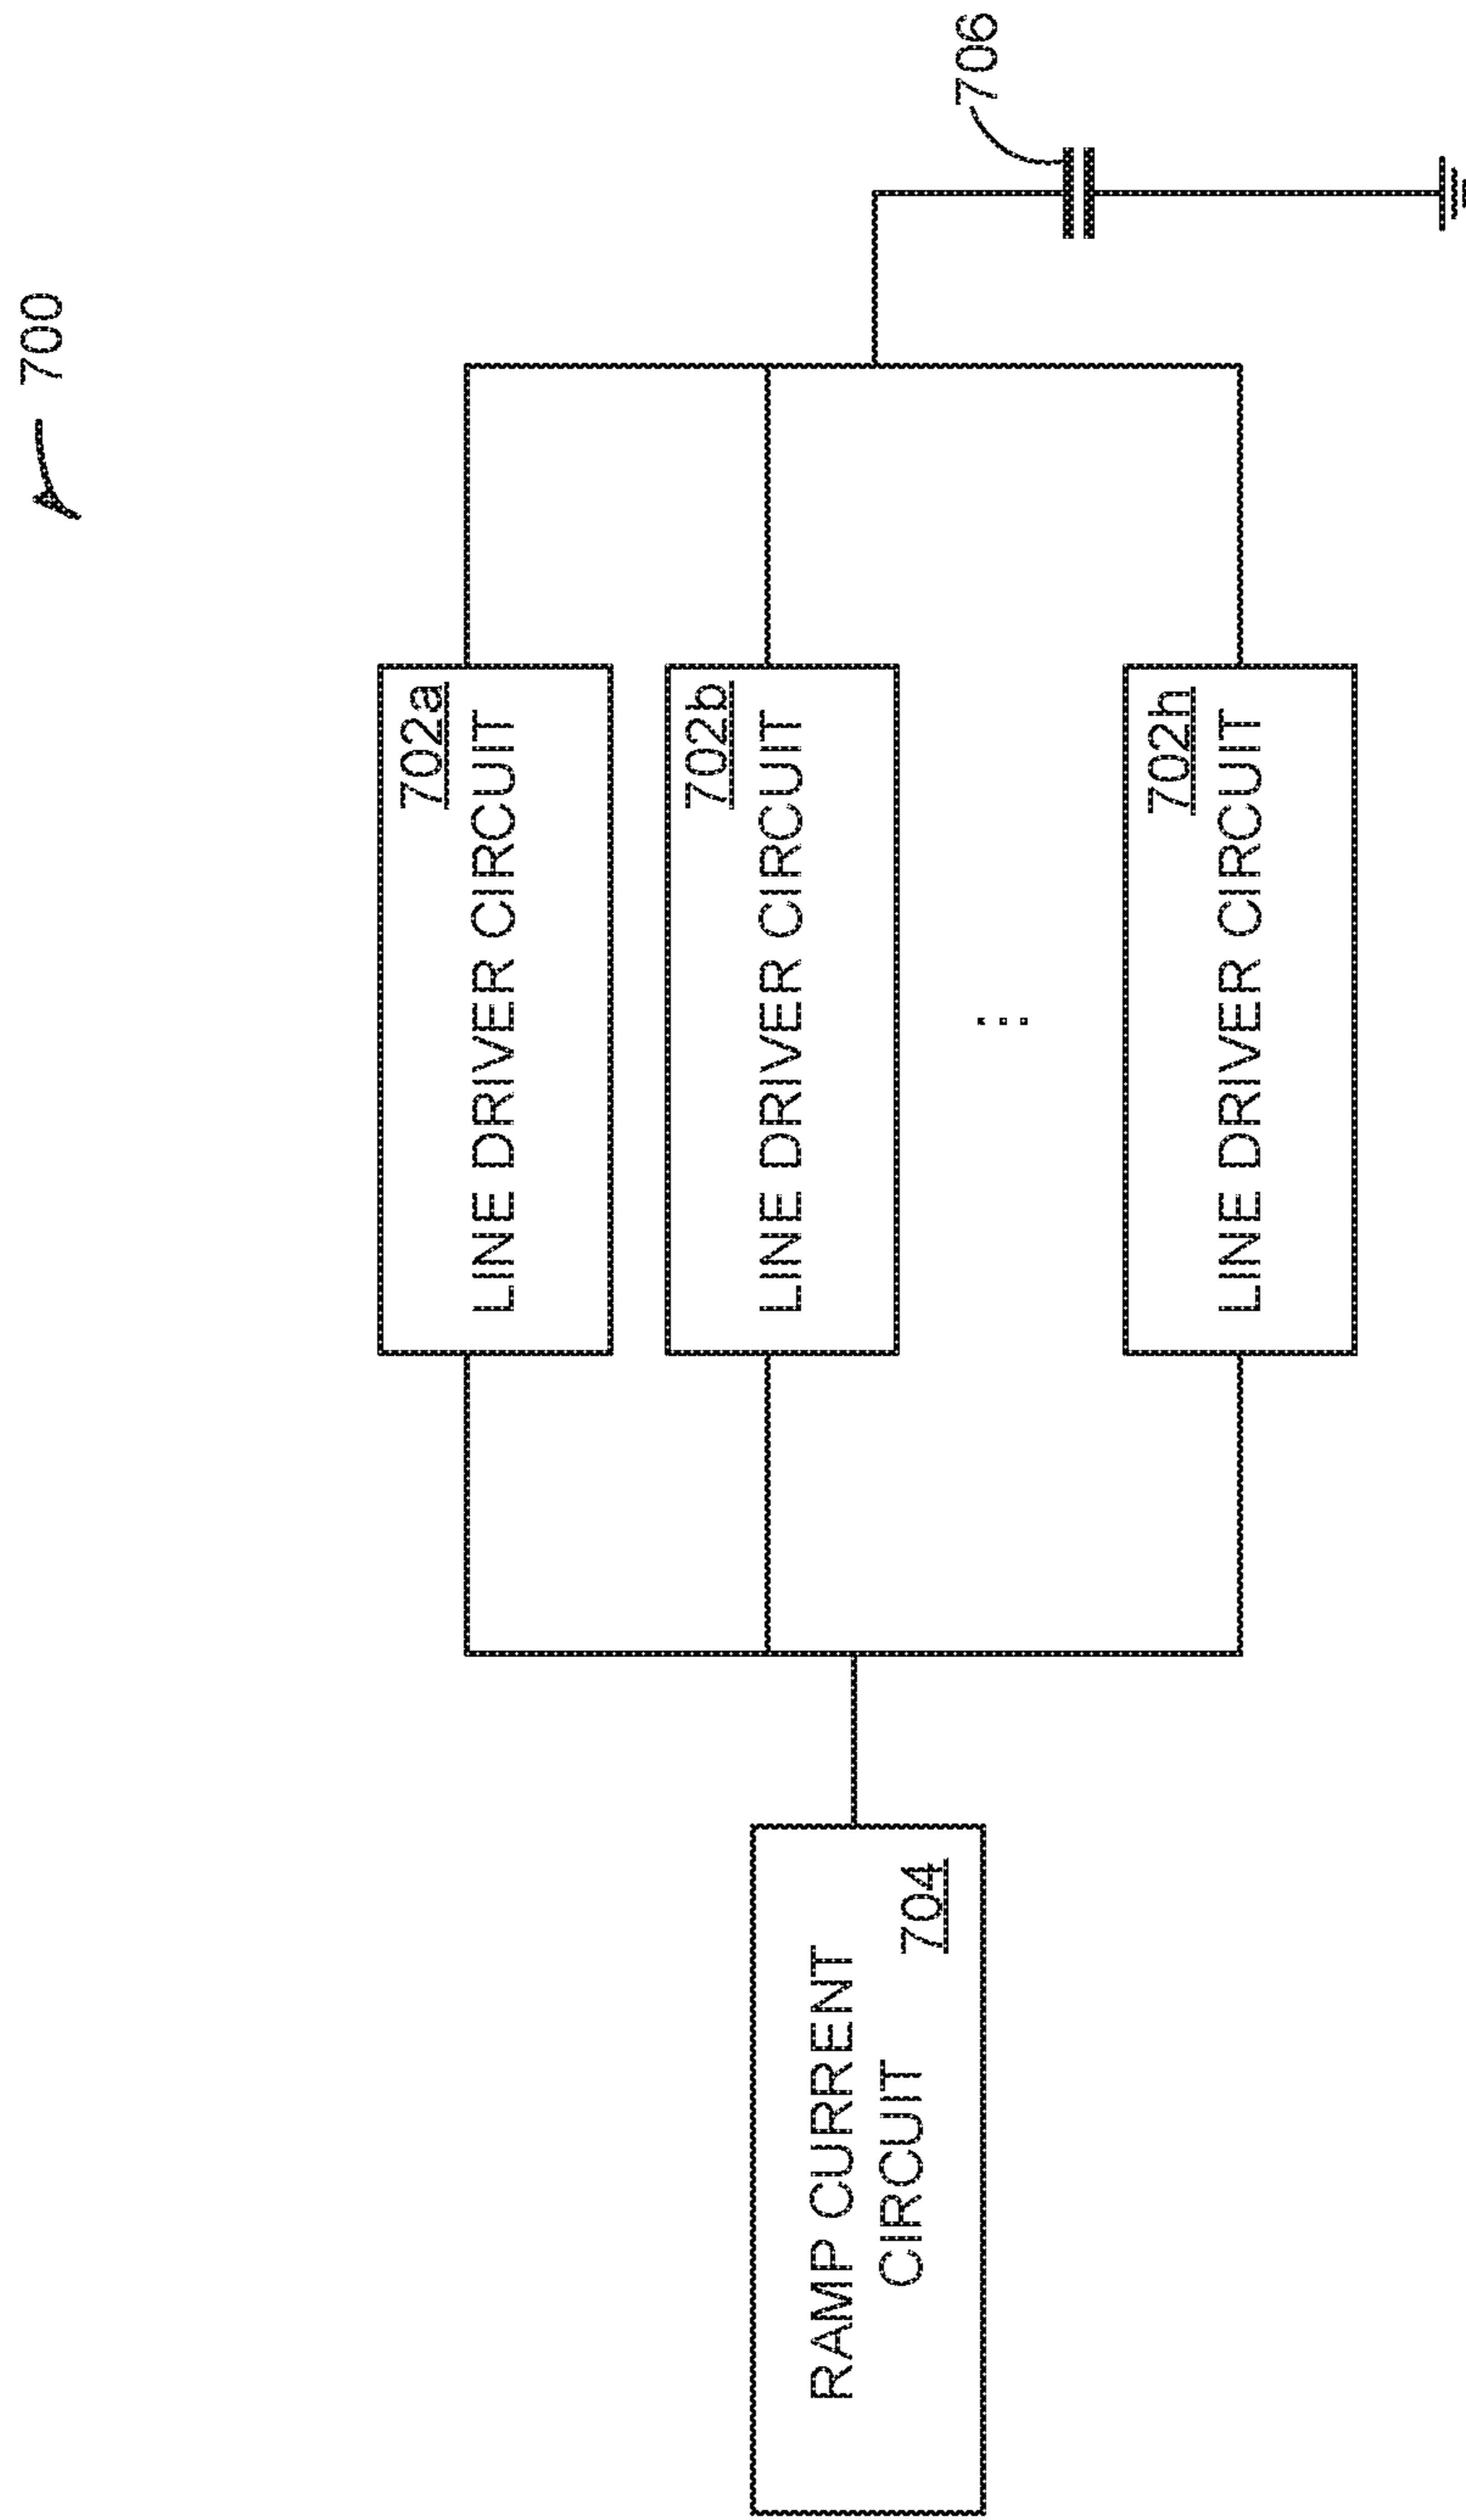 700
702a
LINE DRIVER CIRCUIT
702b
LINE DRIVER CIRCUIT
...
702h
LINE DRIVER CIRCUIT
RAMP CURRENT
CIRCUIT
704
706